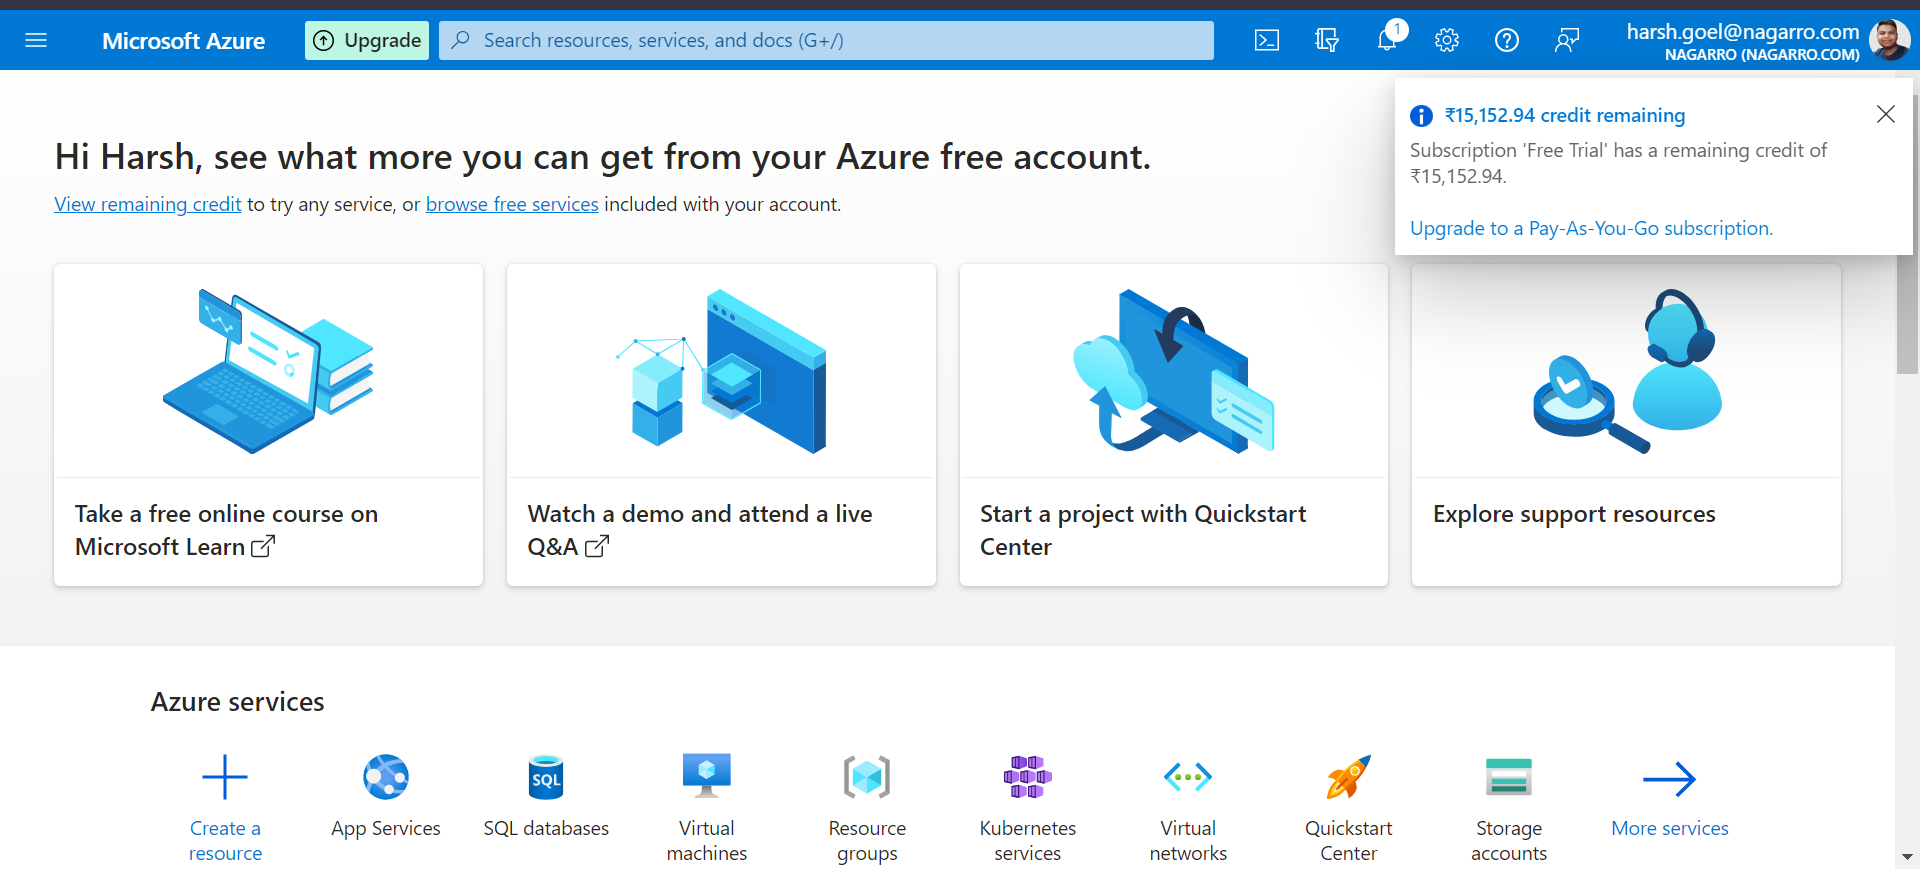 Microsoft Azure
Upgrade
Search resources, services, and docs (G+/)
1
harsh.goel@nagarro.com
NAGARRO (NAGARRO.COM)
₹15,152.94 credit remaining
Subscription 'Free Trial' has a remaining credit of
₹15,152.94.
Upgrade to a Pay-As-You-Go subscription.
Hi Harsh, see what more you can get from your Azure free account.
View remaining credit to try any service, or browse free services included with your account.
Take a free online course on
Microsoft Learn
Watch a demo and attend a live
Q&A
Start a project with Quickstart
Center
Explore support resources
Azure services
Create a
resource
App Services
SQL
SQL databases
Virtual
machines
Resource
groups
Kubernetes
services
Virtual
networks
Quickstart
Center
Storage
accounts
More services